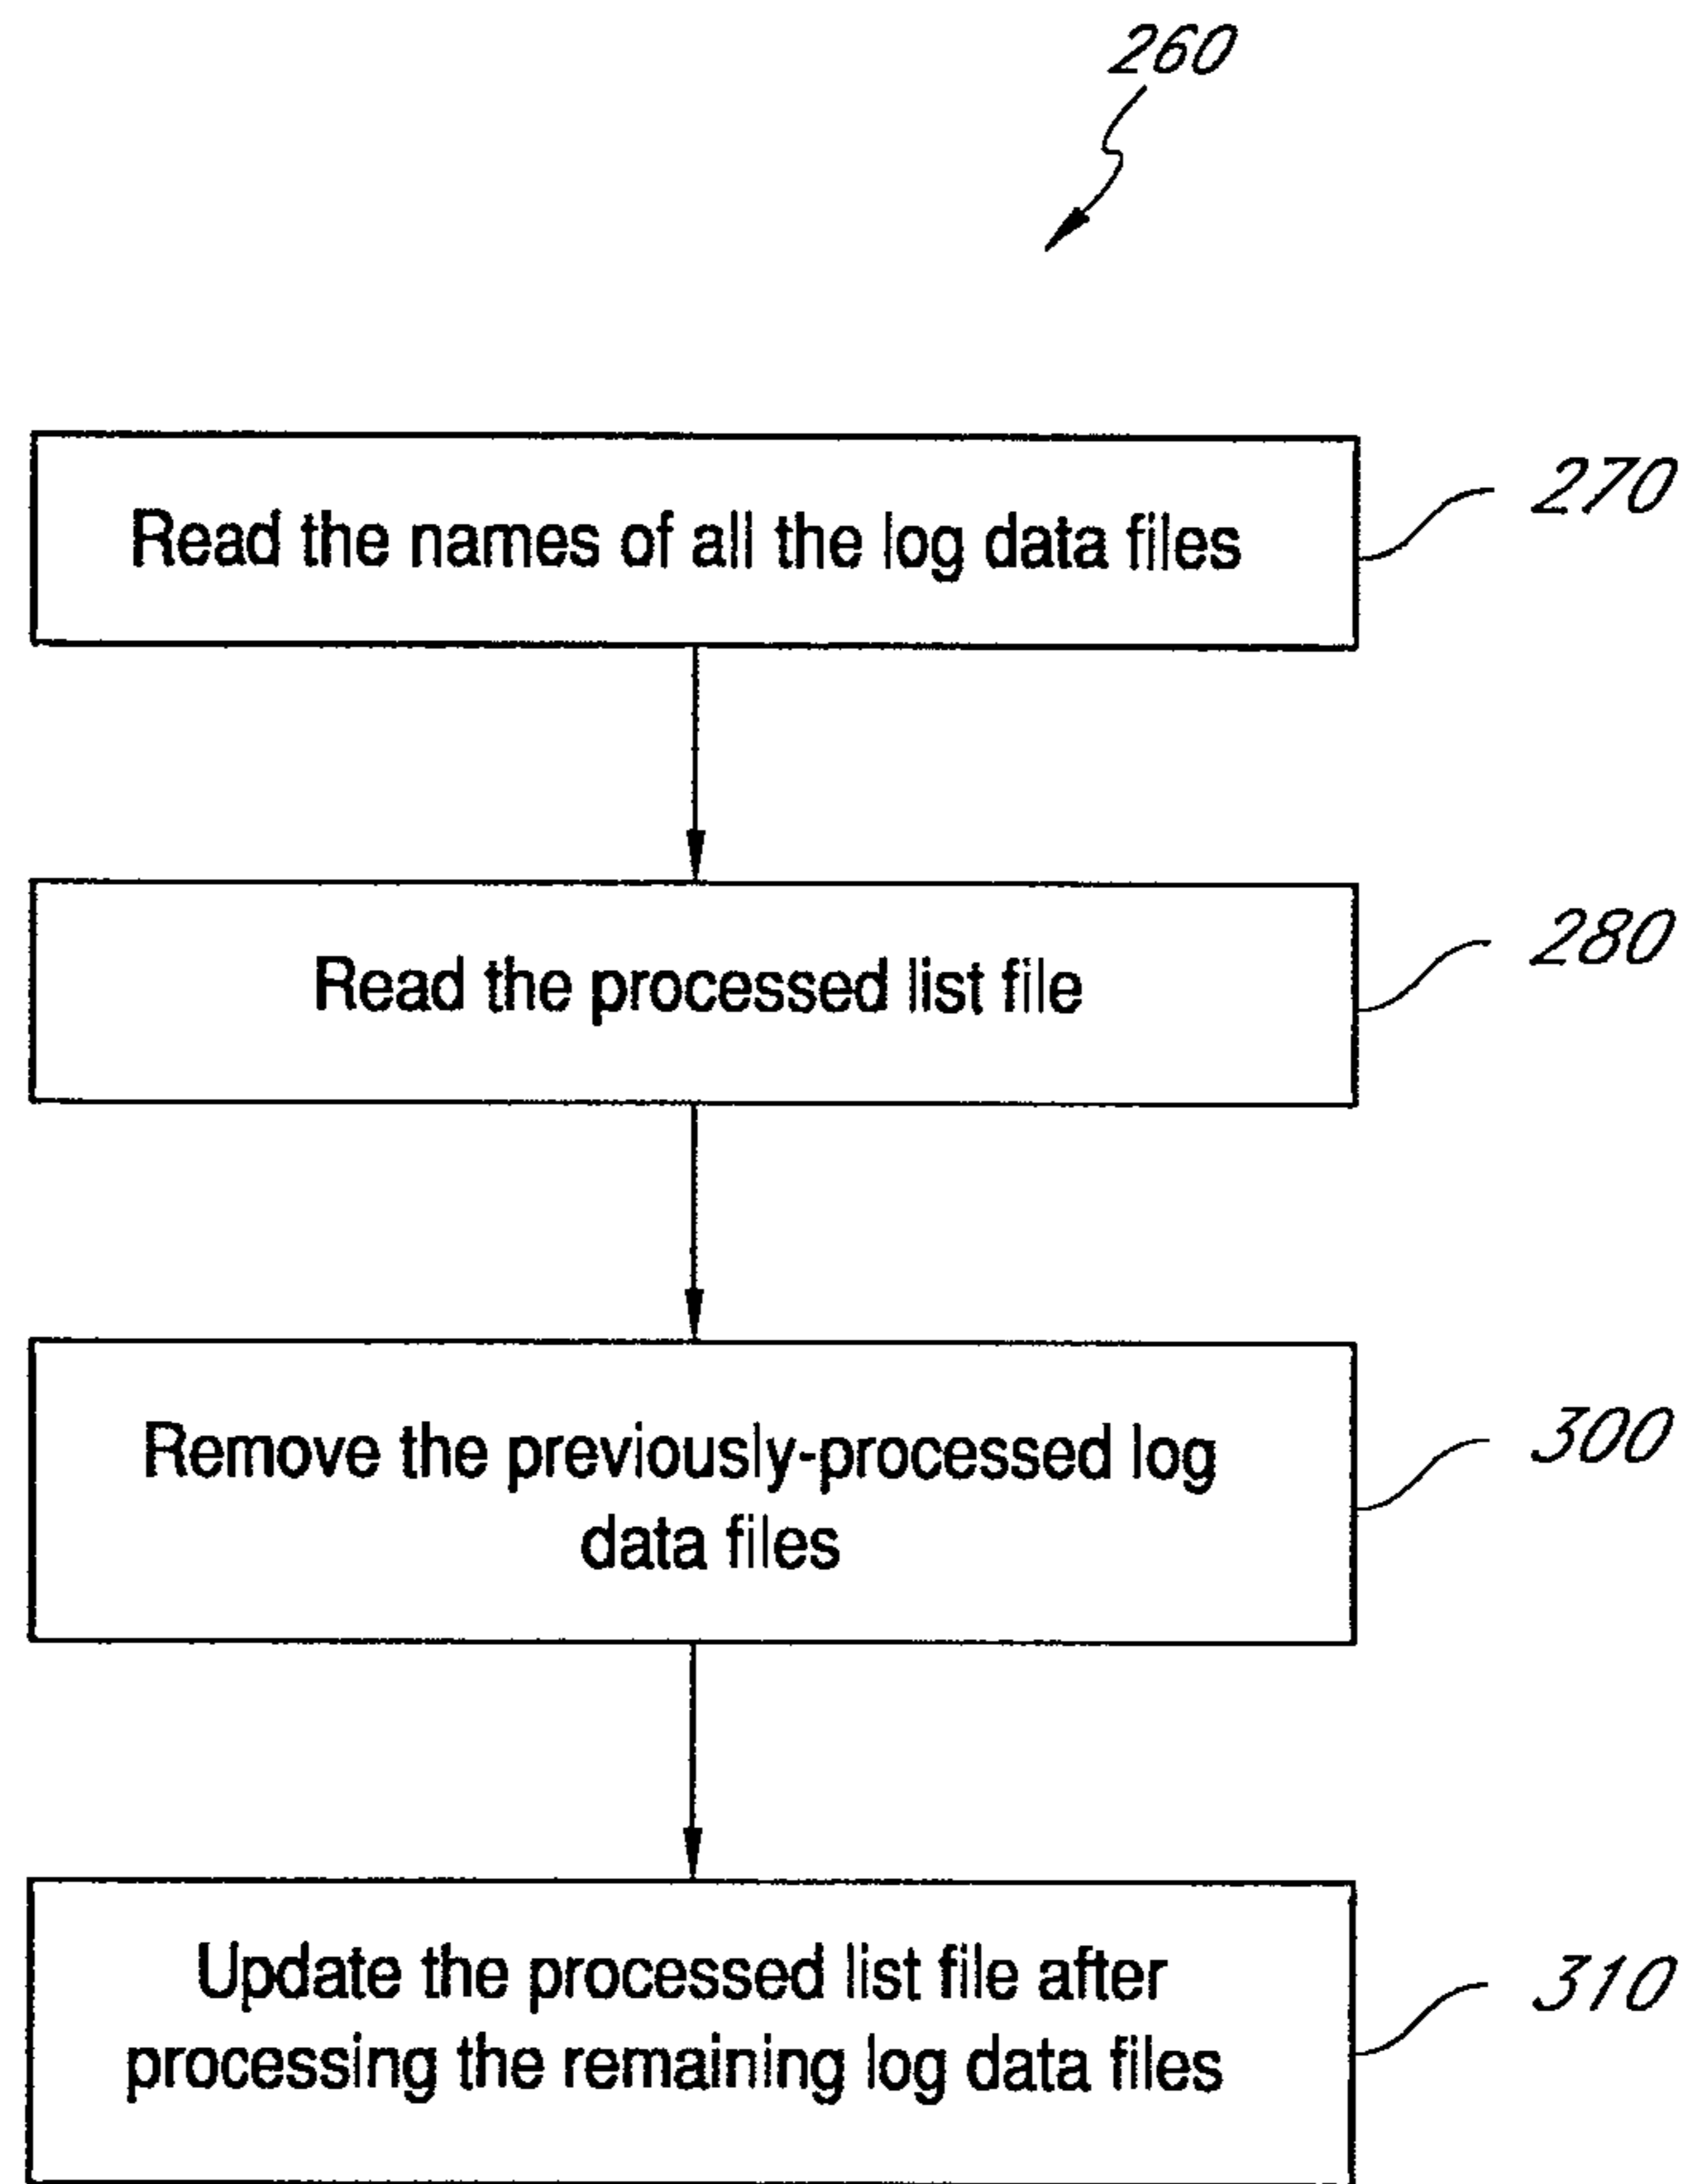 260
Read the names of all the log data files
270
Read the processed list file
280
Remove the previously-processed log
data files
300
Update the processed list file after
processing the remaining log data files
310